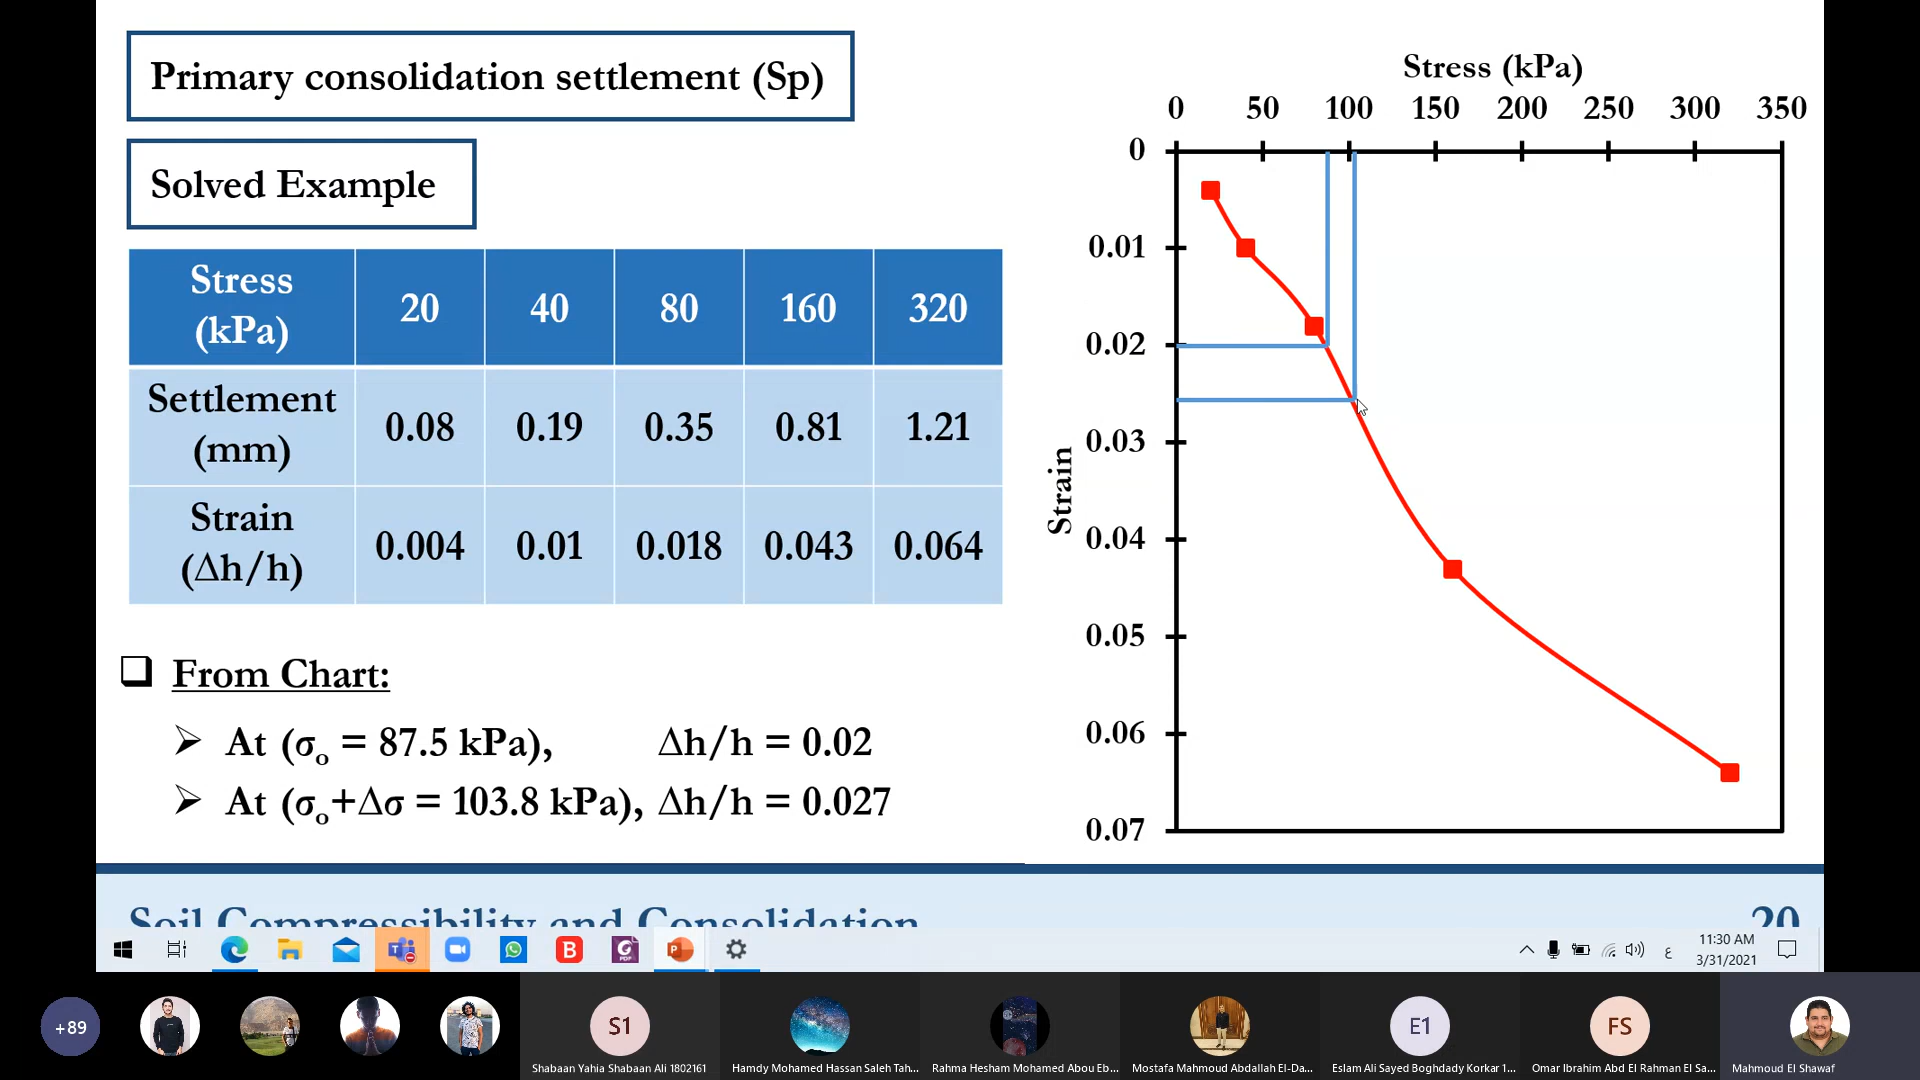 Primary consolidation settlement (Sp)
Solved Example
Stress (kPa) 20 40 80 160 320
Settlement (mm) 0.08 0.19 0.35 0.81 1.21
Strain (Δh/h) 0.004 0.01 0.018 0.043 0.064
❑ From Chart:
➢ At (σo = 87.5 kPa), Δh/h = 0.02
➢ At (σo+Δσ = 103.8 kPa), Δh/h = 0.027
Stress (kPa)
0 50 100 150 200 250 300 350
0
0.01
0.02
0.03
0.04
0.05
0.06
0.07
Strain
Soil Compressibility and Consolidation 20
B
PDF
P
ع
11:30 AM
3/31/2021
+89
S1
E1
FS
Shabaan Yahia Shabaan Ali 1802161
Hamdy Mohamed Hassan Saleh Tah...
Rahma Hesham Mohamed Abou Eb...
Mostafa Mahmoud Abdallah El-Da...
Eslam Ali Sayed Boghdady Korkar 1...
Omar Ibrahim Abd El Rahman El Sa...
Mahmoud El Shawaf